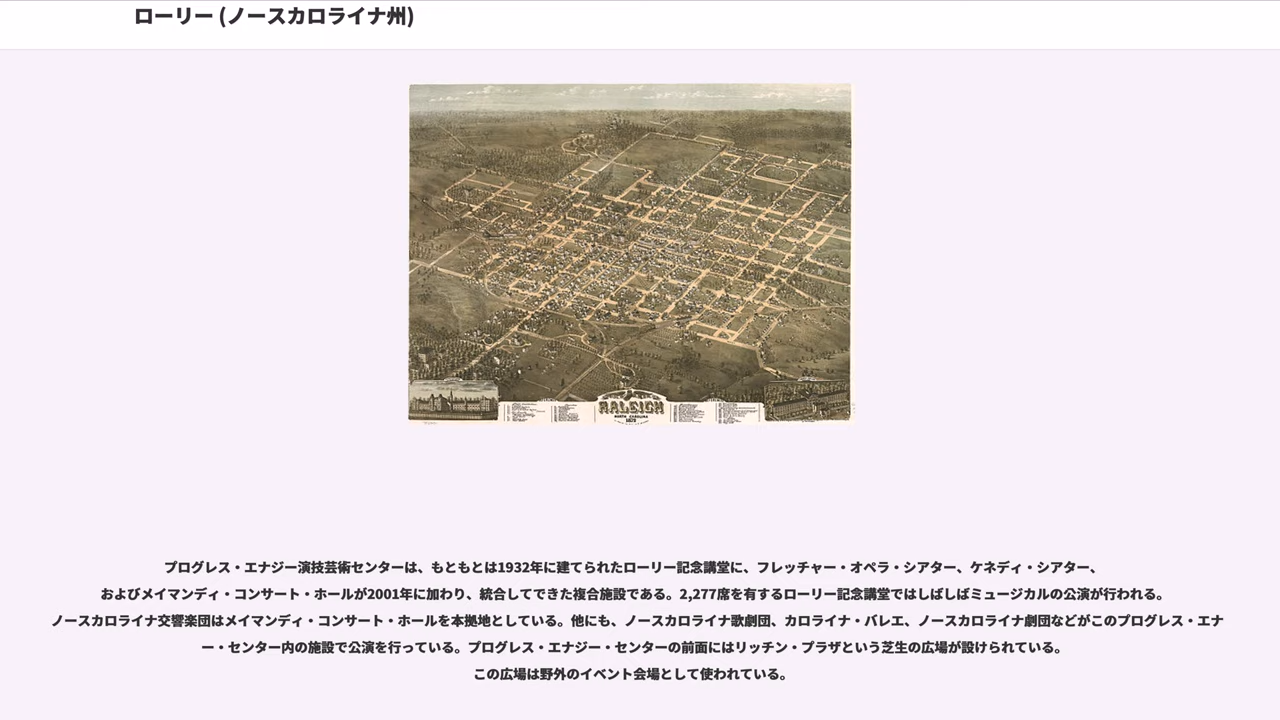 ローリー (ノースカロライナ州)
RALEIGH
NORTH CAROLINA
1872
プログレス・エナジー演技芸術センターは、もともとは1932年に建てられたローリー記念講堂に、フレッチャー・オペラ・シアター、ケネディ・シアター、
およびメイマンディ・コンサート・ホールが2001年に加わり、統合してできた複合施設である。2,277席を有するローリー記念講堂ではしばしばミュージカルの公演が行われる。
ノースカロライナ交響楽団はメイマンディ・コンサート・ホールを本拠地としている。他にも、ノースカロライナ歌劇団、カロライナ・バレエ、ノースカロライナ劇団などがこのプログレス・エナ
ー・センター内の施設で公演を行っている。プログレス・エナジー・センターの前面にはリッチン・プラザという芝生の広場が設けられている。
この広場は野外のイベント会場として使われている。